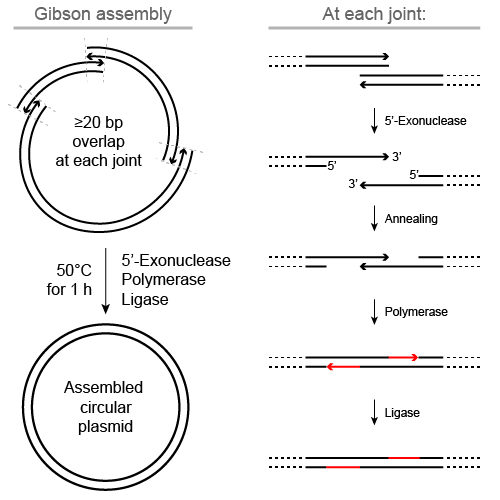 Gibson assembly
≥20 bp
overlap
at each joint
50°C
for 1 h
5’-Exonuclease
Polymerase
Ligase
Assembled
circular
plasmid
At each joint:
5’-Exonuclease
3’
5’
5’
3’
Annealing
Polymerase
Ligase